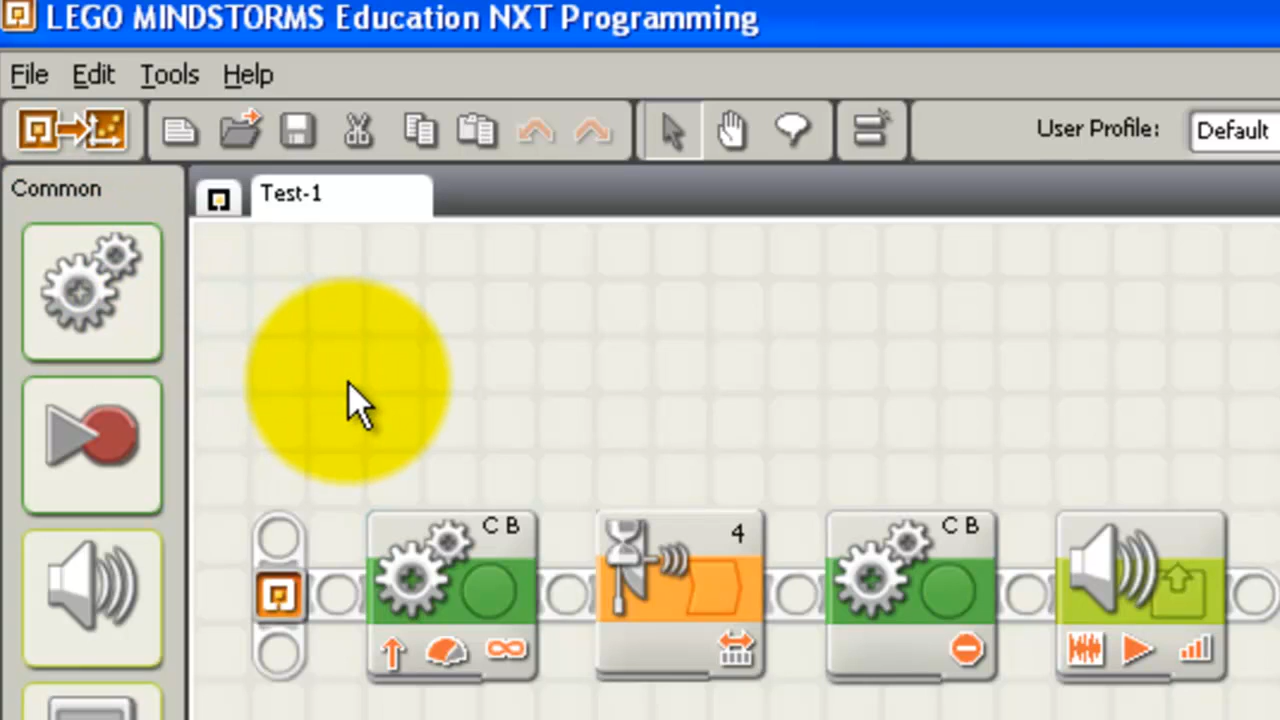 LEGO MINDSTORMS Education NXT Programming
File Edit Tools Help
User Profile: Default
Common
Test-1
C B
4
C B